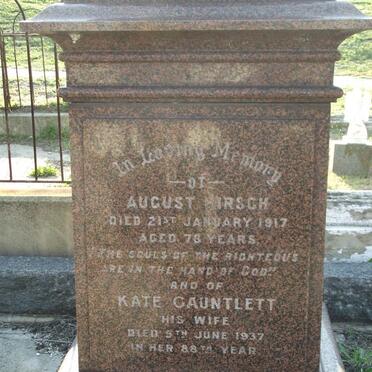 In Loving Memory
of
AUGUST HIRSCH
DIED 21ST JANUARY 1917
AGED 76 YEARS
"THE SOULS OF THE RIGHTEOUS
ARE IN THE HAND OF GOD."
AND OF
KATE GAUNTLETT
HIS WIFE
DIED 5TH JUNE 1937
IN HER 88TH YEAR